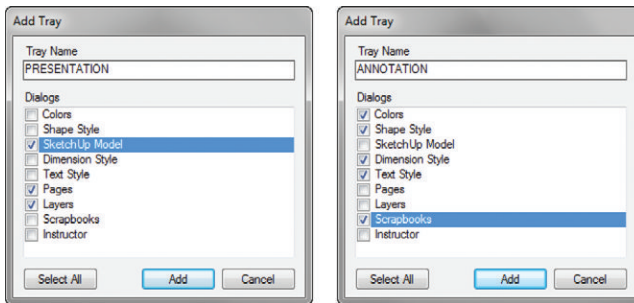 Add Tray
Tray Name
PRESENTATION
Dialogs
Colors
Shape Style
SketchUp Model
Dimension Style
Text Style
Pages
Layers
Scrapbooks
Instructor
Select All
Add
Cancel
Add Tray
Tray Name
ANNOTATION
Dialogs
Colors
Shape Style
SketchUp Model
Dimension Style
Text Style
Pages
Layers
Scrapbooks
Instructor
Select All
Add
Cancel